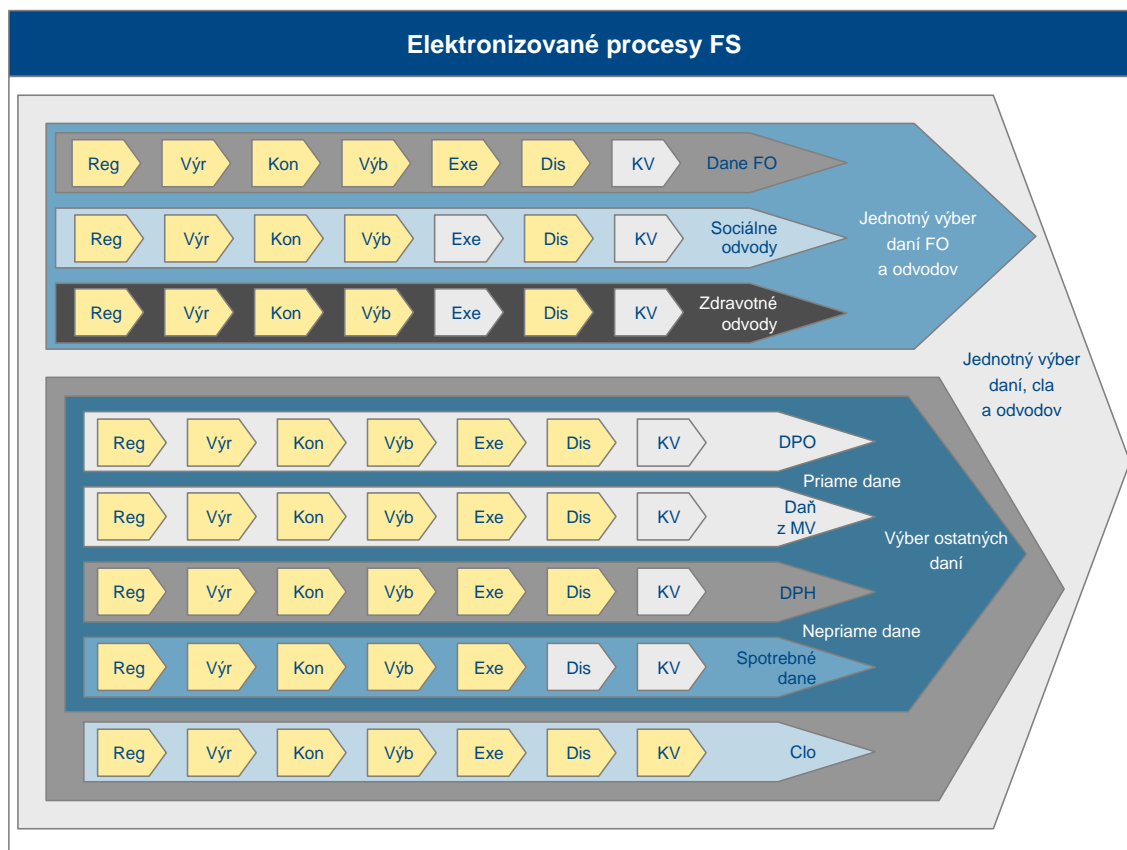 Elektronizované procesy FS
Reg Výr Kon Výb Exe Dis KV Dane FO
Reg Výr Kon Výb Exe Dis KV Sociálne
odvody
Reg Výr Kon Výb Exe Dis KV Zdravotné
odvody
Jednotný výber
daní FO
a odvodov
Jednotný výber
daní, cla
a odvodov
Reg Výr Kon Výb Exe Dis KV DPO
Priame dane
Reg Výr Kon Výb Exe Dis KV Daň
z MV
Výber ostatných
daní
Reg Výr Kon Výb Exe Dis KV DPH
Nepriame dane
Reg Výr Kon Výb Exe Dis KV Spotrebné
dane
Reg Výr Kon Výb Exe Dis KV Clo